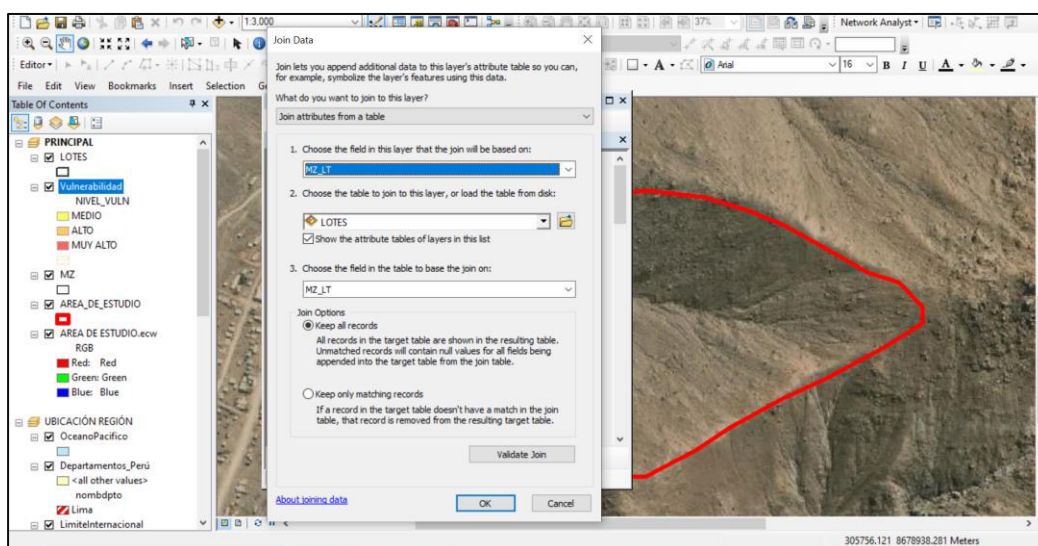 1:3,000
37%
Network Analyst
Editor
Arial
16
B I U A
File Edit View Bookmarks Insert Selection
Table Of Contents
PRINCIPAL
LOTES
Vulnerabilidad
NIVEL_VULN
MEDIO
ALTO
MUY ALTO
MZ
AREA_DE_ESTUDIO
AREA DE ESTUDIO.ecw
RGB
Red: Red
Green: Green
Blue: Blue
UBICACIÓN REGIÓN
OceanoPacifico
Departamentos_Perú
<all other values>
nombdpto
Lima
LimiteInternacional
Join Data
Join lets you append additional data to this layer's attribute table so you can,
for example, symbolize the layer's features using this data.
What do you want to join to this layer?
Join attributes from a table
1. Choose the field in this layer that the join will be based on:
MZ_LT
2. Choose the table to join to this layer, or load the table from disk:
LOTES
Show the attribute tables of layers in this list
3. Choose the field in the table to base the join on:
MZ_LT
Join Options
Keep all records
All records in the target table are shown in the resulting table.
Unmatched records will contain null values for all fields being
appended into the target table from the join table.
Keep only matching records
If a record in the target table doesn't have a match in the join
table, that record is removed from the resulting target table.
Validate Join
About joining data
OK
Cancel
305756.121 8678938.281 Meters